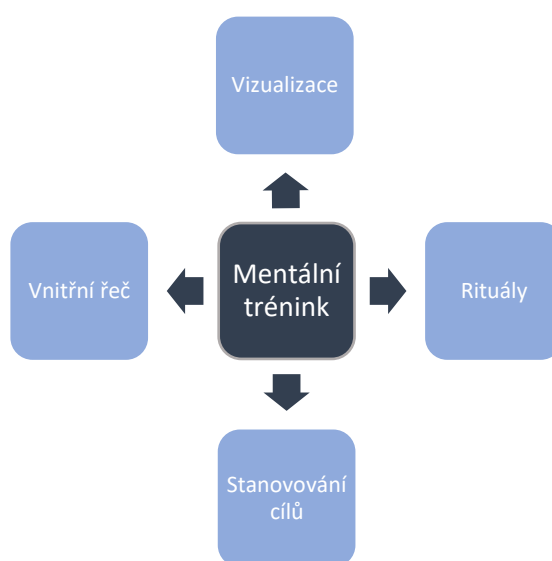 Vizualizace
Vnitřní řeč
Mentální
trénink
Rituály
Stanovování
cílů